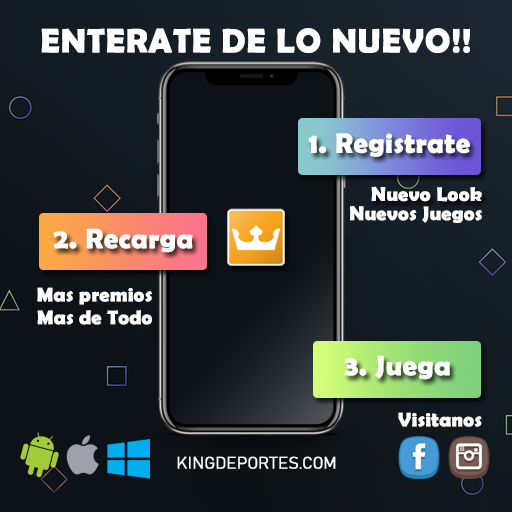 ENTERATE DE LO NUEVO!!
1. Registrate
Nuevo Look
Nuevos Juegos
2. Recarga
Mas premios
Mas de Todo
3. Juega
Visitanos
KINGDEPORTES.COM